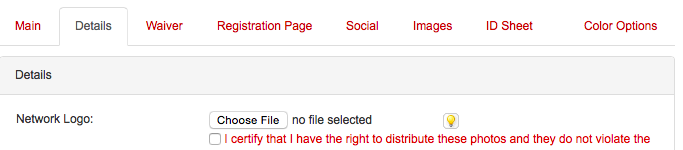 Main Details Waiver Registration Page Social Images ID Sheet Color Options
Details
Network Logo: Choose File no file selected
I certify that I have the right to distribute these photos and they do not violate the